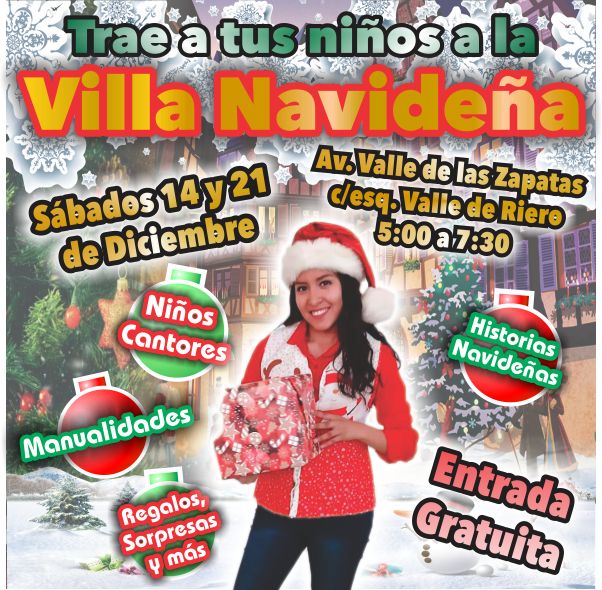 Trae a tus niños a la
Villa Navideña
Sábados 14 y 21
de Diciembre
Av. Valle de las Zapatas
c/esq. Valle de Riero
5:00 a 7:30
Niños
Cantores
Historias
Navideñas
Manualidades
Regalos,
Sorpresas
y más
Entrada
Gratuita